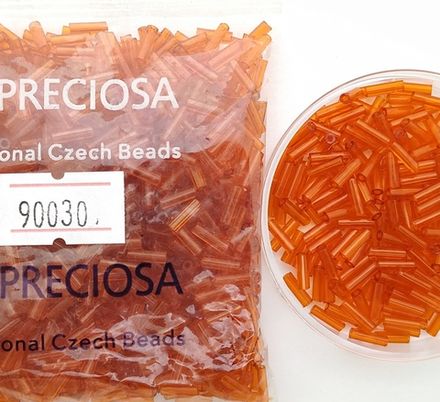 PRECIOSA
onal Czech Beads
90030.
PRECIOSA
onal Czech Beads